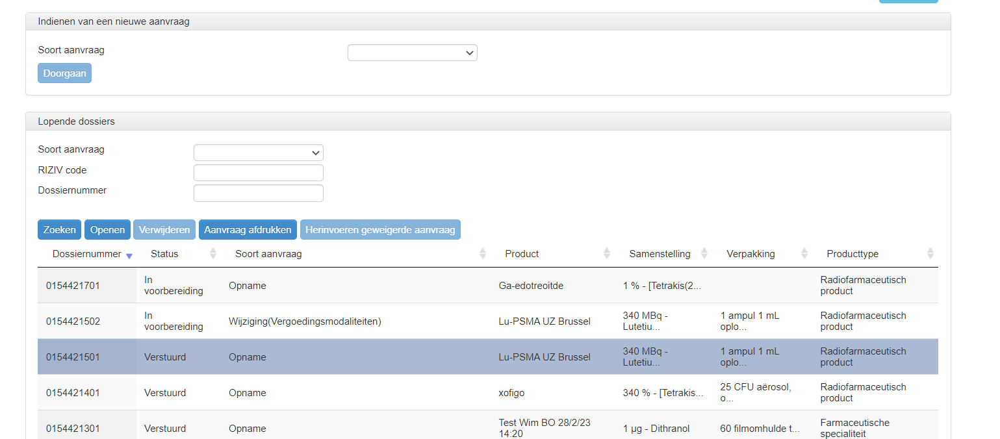 Indienen van een nieuwe aanvraag
Soort aanvraag
Doorgaan
Lopende dossiers
Soort aanvraag
RIZIV code
Dossiernummer
Zoeken Openen Verwijderen Aanvraag afdrukken Herinvoeren geweigerde aanvraag
Dossiernummer Status Soort aanvraag Product Samenstelling Verpakking Producttype
0154421701 In voorbereiding Opname Ga-edotreoitde 1 % - [Tetrakis(2... Radiofarmaceutisch product
0154421502 In voorbereiding Wijziging(Vergoedingsmodaliteiten) Lu-PSMA UZ Brussel 340 MBq - Lutetiu... 1 ampul 1 mL oplo... Radiofarmaceutisch product
0154421501 Verstuurd Opname Lu-PSMA UZ Brussel 340 MBq - Lutetiu... 1 ampul 1 mL oplo... Radiofarmaceutisch product
0154421401 Verstuurd Opname xofigo 340 % - [Tetrakis... 25 CFU aërosol, o... Radiofarmaceutisch product
0154421301 Verstuurd Opname Test Wim BO 28/2/23 14:20 1 µg - Dithranol 60 filmomhulde t... Farmaceutische specialiteit